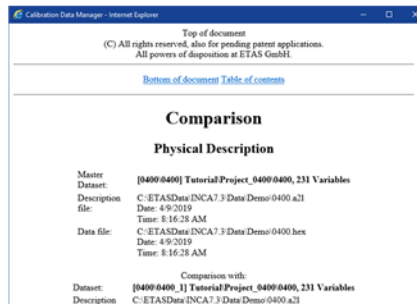 Calibration Data Manager - Internet Explorer
Top of document
(C) All rights reserved, also for pending patent applications.
All powers of disposition at ETAS GmbH.
Bottom of document Table of contents
Comparison
Physical Description
Master Dataset: [0400\0400] Tutorial\Project_0400\0400, 231 Variables
Description file: C:\ETASData\INCA7.3\Data\Demo\0400.a2l
Date: 4/9/2019
Time: 8:16:28 AM
Data file: C:\ETASData\INCA7.3\Data\Demo\0400.hex
Date: 4/9/2019
Time: 8:16:28 AM
Comparison with:
Dataset: [0400\0400_1] Tutorial\Project_0400\0400, 231 Variables
Description C:\ETASData\INCA7.3\Data\Demo\0400.a2l